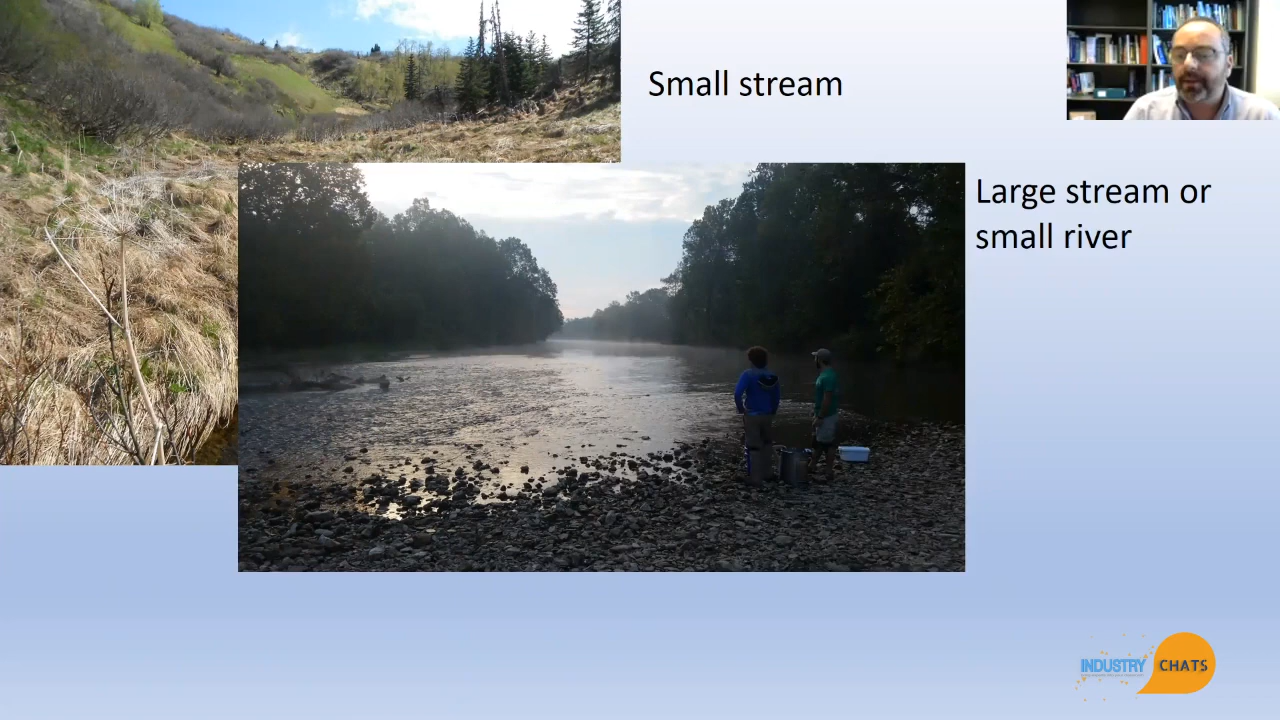 Small stream
Large stream or
small river
INDUSTRY
CHATS